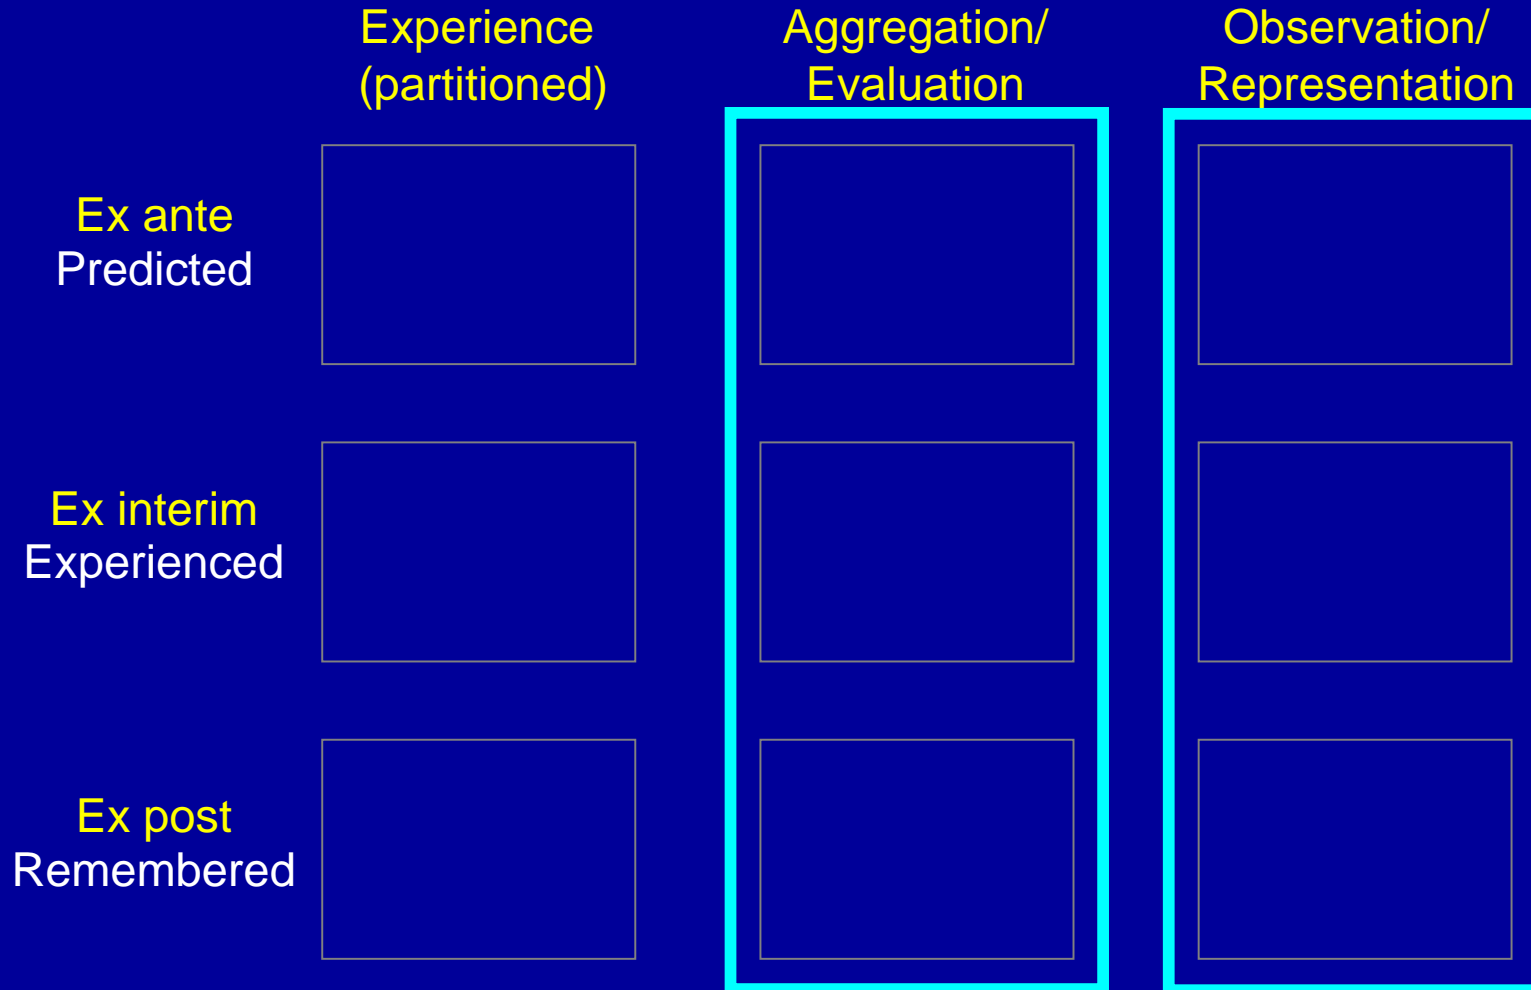 Experience
(partitioned)
Aggregation/
Evaluation
Observation/
Representation
Ex ante
Predicted
Ex interim
Experienced
Ex post
Remembered